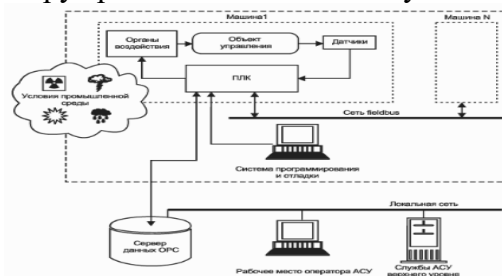 Машина1
Машина N
Органы
воздействия
Объект
управления
Датчики
ПЛК
Условия промышленной
среды
Сеть fieldbus
Система программирования
и отладки
Локальная сеть
Сервер
данных OPC
Рабочее место оператора АСУ
Службы АСУ
верхнего уровня